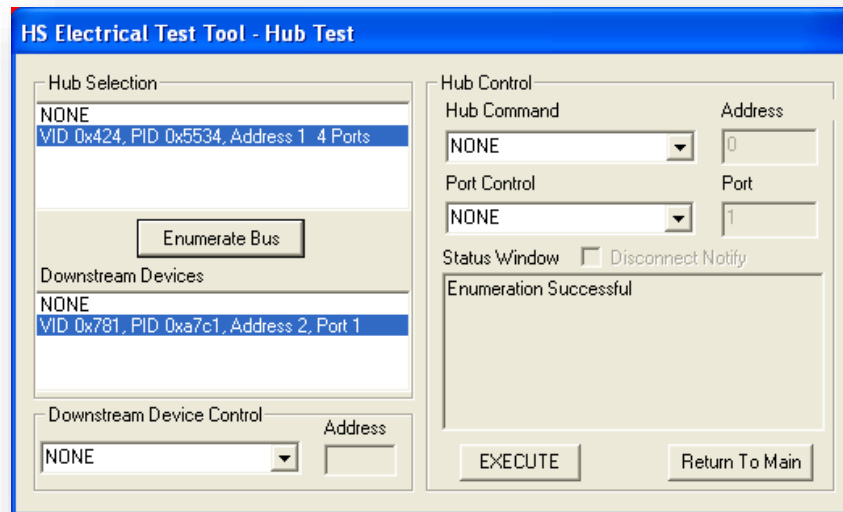 HS Electrical Test Tool - Hub Test
Hub Selection
NONE
VID 0x424, PID 0x5534, Address 1  4 Ports
Enumerate Bus
Downstream Devices
NONE
VID 0x781, PID 0xa7c1, Address 2, Port 1
Downstream Device Control
Address
NONE
Hub Control
Hub Command
Address
NONE
0
Port Control
Port
NONE
1
Status Window
Disconnect Notify
Enumeration Successful
EXECUTE
Return To Main